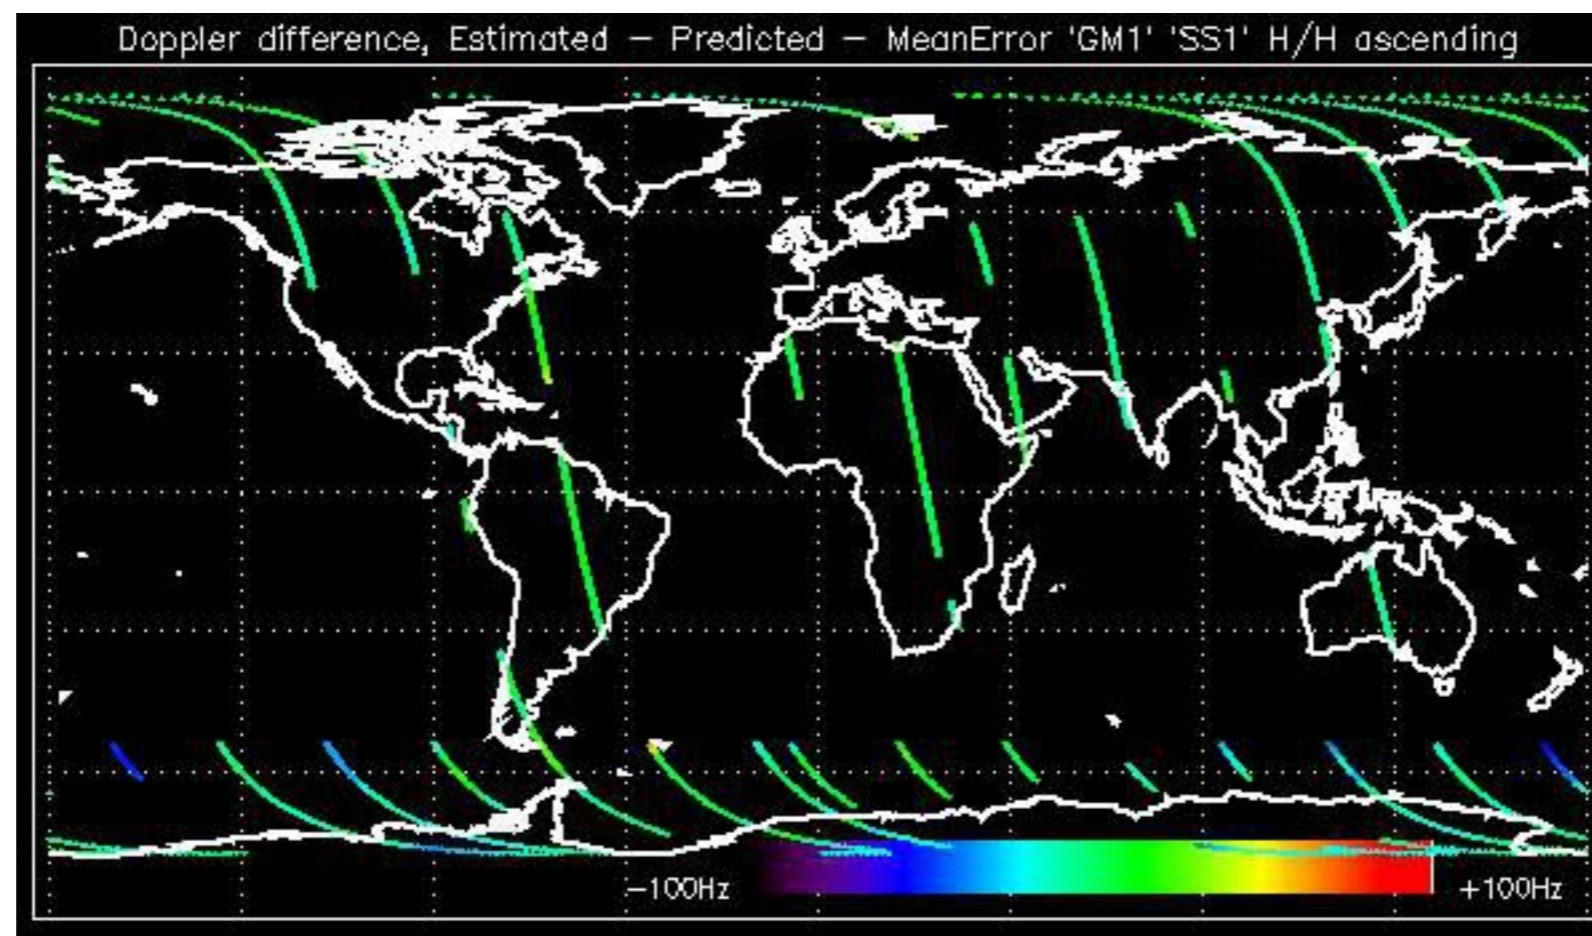 Doppler difference, Estimated – Predicted – MeanError 'GM1' 'SS1' H/H ascending
–100Hz
+100Hz